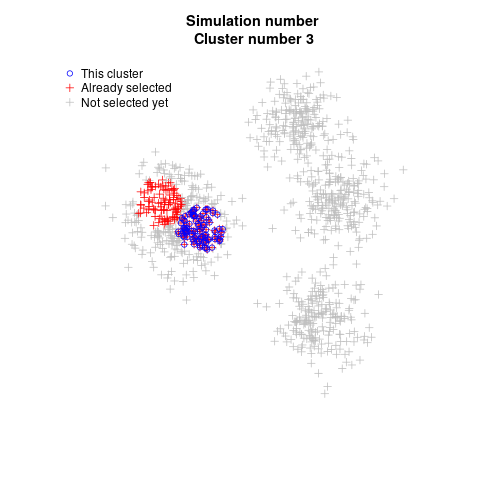 Simulation number
Cluster number 3
This cluster
Already selected
Not selected yet